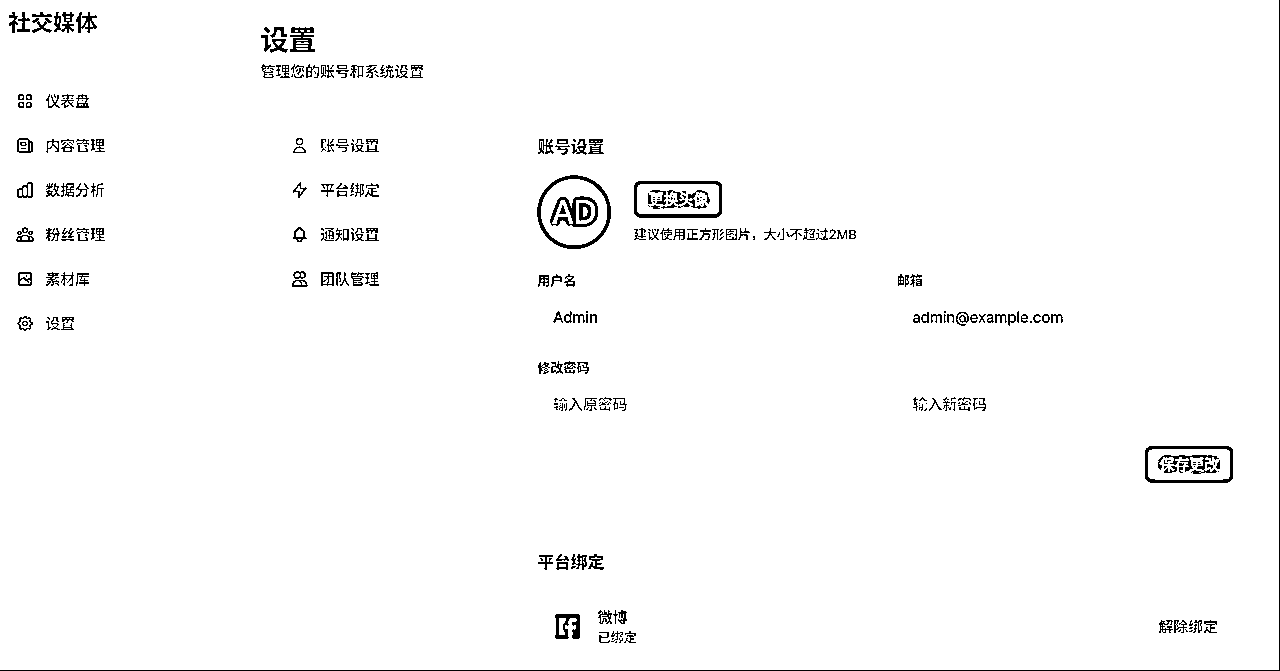 社交媒体
仪表盘
内容管理
数据分析
粉丝管理
素材库
设置
设置
管理您的账号和系统设置
账号设置
平台绑定
通知设置
团队管理
账号设置
AD
更换头像
建议使用正方形图片，大小不超过2MB
用户名
邮箱
Admin
admin@example.com
修改密码
输入原密码
输入新密码
保存更改
平台绑定
微博
已绑定
解除绑定